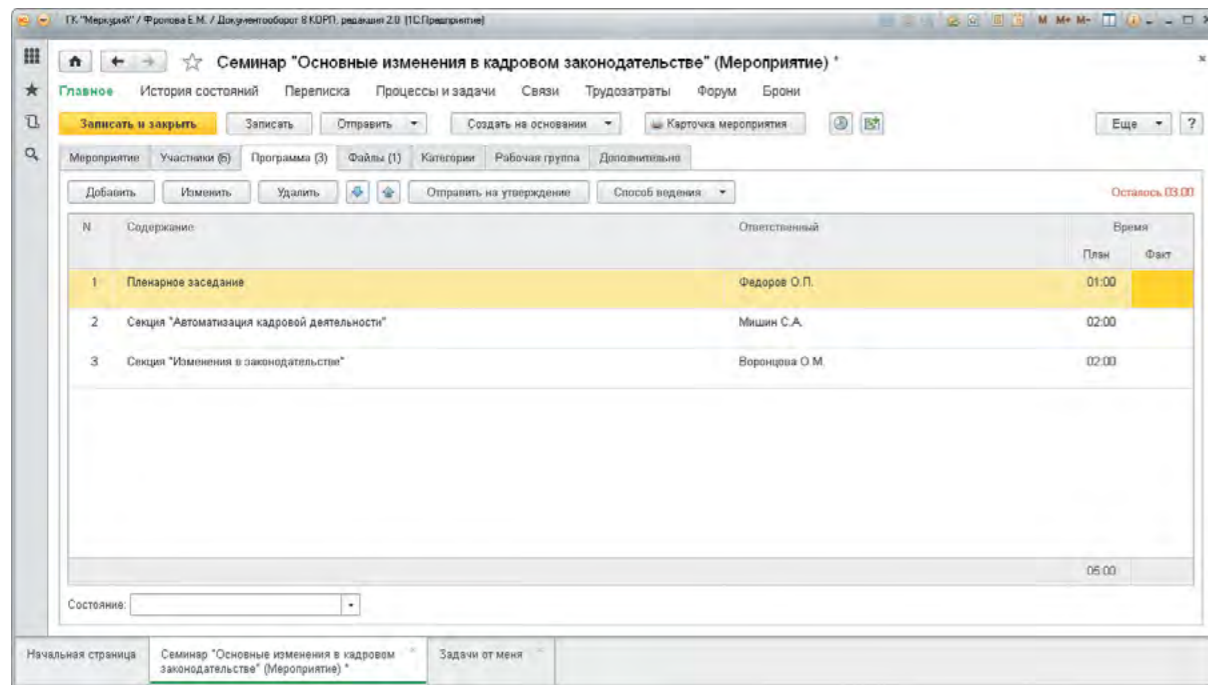 ГК "Меркурий" / Фролова Е.М. / Документооборот 8 КОРП, редакция 2.0 (1С:Предприятие)
M M+ M-
Семинар "Основные изменения в кадровом законодательстве" (Мероприятие) *
Главное История состояний Переписка Процессы и задачи Связи Трудозатраты Форум Брони
Записать и закрыть Записать Отправить Создать на основании Карточка мероприятия Еще ?
Мероприятие Участники (6) Программа (3) Файлы (1) Категории Рабочая группа Дополнительно
Добавить Изменить Удалить Отправить на утверждение Способ ведения Осталось 03:00
N Содержание Ответственный Время
План Факт
1 Пленарное заседание Федоров О.П. 01:00
2 Секция "Автоматизация кадровой деятельности" Мишин С.А. 02:00
3 Секция "Изменения в законодательстве" Воронцова О.М. 02:00
05:00
Состояние:
Начальная страница
Семинар "Основные изменения в кадровом
законодательстве" (Мероприятие) *
Задачи от меня